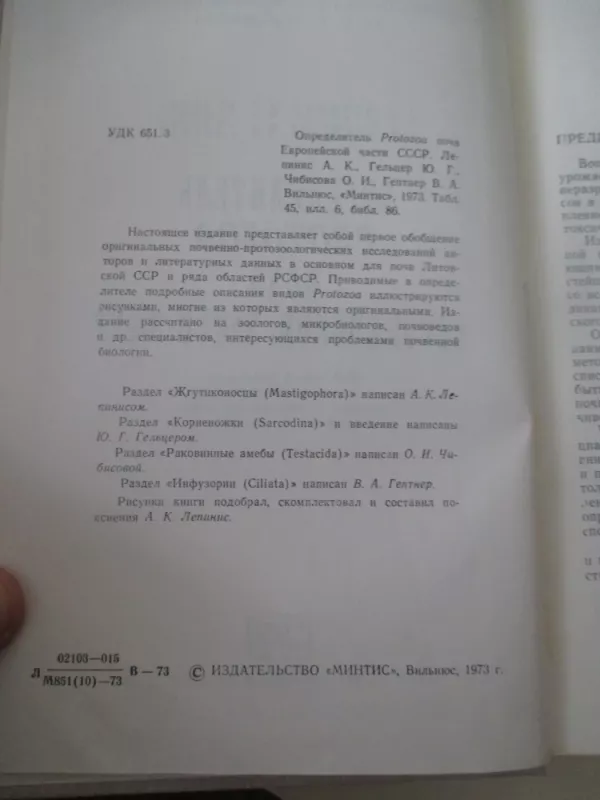 УДК 651.3
Определитель Protozoa почв
Европейской части СССР. Ле-
пинис А. К., Гельцер Ю. Г.,
Чибисова О. И., Гептнер В. А.
Вильнюс, «Минтис», 1973. Табл.
45, илл. 6, библ. 86.
Настоящее издание представляет собой первое обобщение
оригинальных почвенно-протозоологических исследований ав-
торов и литературных данных в основном для почв Литов-
ской ССР и ряда областей РСФСР. Приводимые в опреде-
лителе подробные описания видов Protozoa иллюстрируются
рисунками, многие из которых являются оригинальными. Из-
дание рассчитано на зоологов, микробиологов, почвоведов
и др. специалистов, интересующихся проблемами почвенной
биологии.
Раздел «Жгутиконосцы (Mastigophora)» написан А. К. Ле-
пинисом.
Раздел «Корненожки (Sarcodina)» и введение написаны
Ю. Г. Гельцером.
Раздел «Раковинные амебы (Testacida)» написан О. И. Чи-
бисовой.
Раздел «Инфузории (Ciliata)» написан В. А. Гептнер.
Рисунки книги подобрал, скомплектовал и составил по-
яснения А. К. Лепинис.
Л 02103—015
М851(10)—73 В—73
© ИЗДАТЕЛЬСТВО «МИНТИС», Вильнюс, 1973 г.